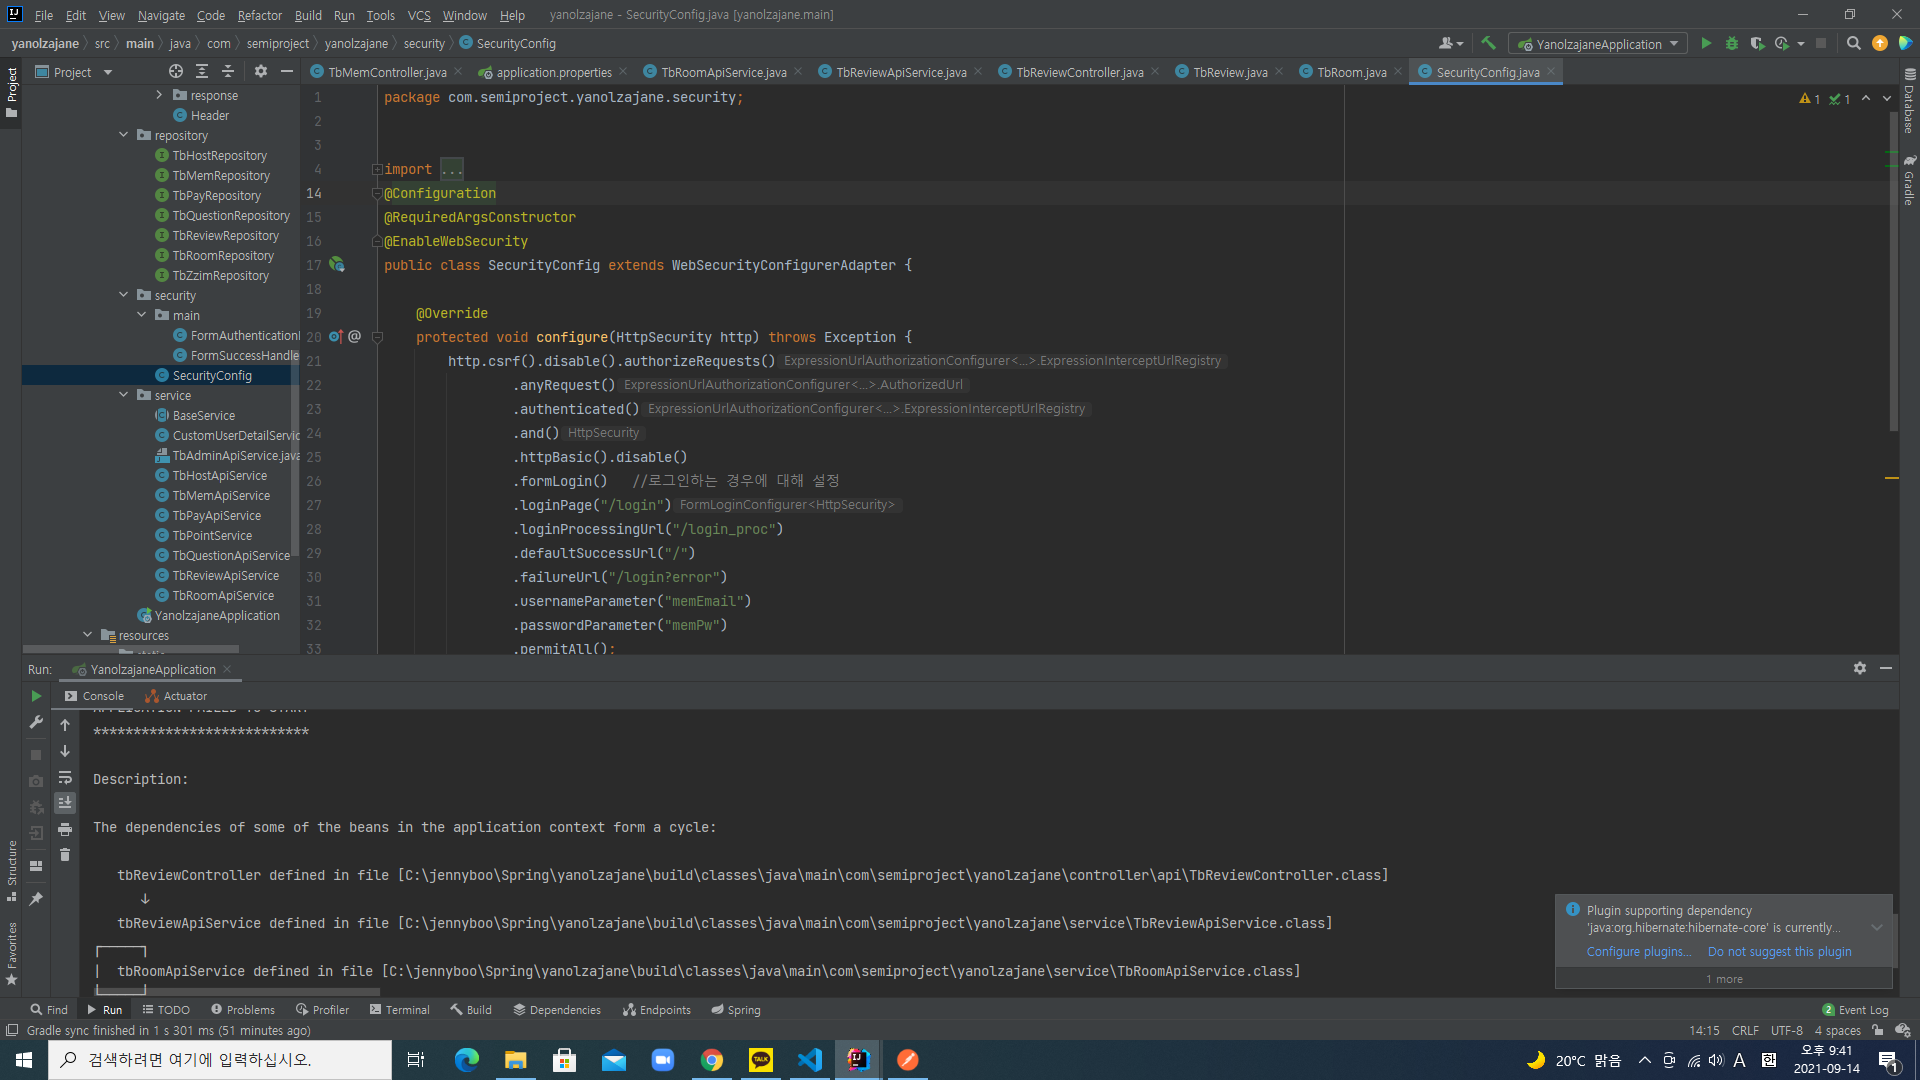 File Edit View Navigate Code Refactor Build Run Tools VCS Window Help yanolzajane - SecurityConfig.java [yanolzajane.main]
yanolzajane src main java com semiproject yanolzajane security SecurityConfig YanolzajaneApplication
Project TbMemController.java application.properties TbRoomApiService.java TbReviewApiService.java TbReviewController.java TbReview.java TbRoom.java SecurityConfig.java
Project
response
Header
repository
TbHostRepository
TbMemRepository
TbPayRepository
TbQuestionRepository
TbReviewRepository
TbRoomRepository
TbZzimRepository
security
main
FormAuthentication
FormSuccessHandle
SecurityConfig
service
BaseService
CustomUserDetailServic
TbAdminApiService.java
TbHostApiService
TbMemApiService
TbPayApiService
TbPointService
TbQuestionApiService
TbReviewApiService
TbRoomApiService
YanolzajaneApplication
resources
1 package com.semiproject.yanolzajane.security;
2
3
4 import ...
14 @Configuration
15 @RequiredArgsConstructor
16 @EnableWebSecurity
17 public class SecurityConfig extends WebSecurityConfigurerAdapter {
18
19 @Override
20 @ protected void configure(HttpSecurity http) throws Exception {
21 http.csrf().disable().authorizeRequests() ExpressionUrlAuthorizationConfigurer<...>.ExpressionInterceptUrlRegistry
22 .anyRequest() ExpressionUrlAuthorizationConfigurer<...>.AuthorizedUrl
23 .authenticated() ExpressionUrlAuthorizationConfigurer<...>.ExpressionInterceptUrlRegistry
24 .and() HttpSecurity
25 .httpBasic().disable()
26 .formLogin() //로그인하는 경우에 대해 설정
27 .loginPage("/login") FormLoginConfigurer<HttpSecurity>
28 .loginProcessingUrl("/login_proc")
29 .defaultSuccessUrl("/")
30 .failureUrl("/login?error")
31 .usernameParameter("memEmail")
32 .passwordParameter("memPw")
33 .permitAll();
1 1
Database
Gradle
Run: YanolzajaneApplication
Console Actuator
APPLICATION FAILED TO START
***************************
Description:
The dependencies of some of the beans in the application context form a cycle:
tbReviewController defined in file [C:\jennyboo\Spring\yanolzajane\build\classes\java\main\com\semiproject\yanolzajane\controller\api\TbReviewController.class]
↓
tbReviewApiService defined in file [C:\jennyboo\Spring\yanolzajane\build\classes\java\main\com\semiproject\yanolzajane\service\TbReviewApiService.class]
┌─────┐
| tbRoomApiService defined in file [C:\jennyboo\Spring\yanolzajane\build\classes\java\main\com\semiproject\yanolzajane\service\TbRoomApiService.class]
└─────┘
Structure
Favorites
Plugin supporting dependency
'java:org.hibernate:hibernate-core' is currently...
Configure plugins... Do not suggest this plugin
1 more
Find Run TODO Problems Profiler Terminal Build Dependencies Endpoints Spring 2 Event Log
Gradle sync finished in 1 s 301 ms (51 minutes ago) 14:15 CRLF UTF-8 4 spaces
검색하려면 여기에 입력하십시오. TALK 20°C 맑음 A 한 오후 9:41
2021-09-14 1